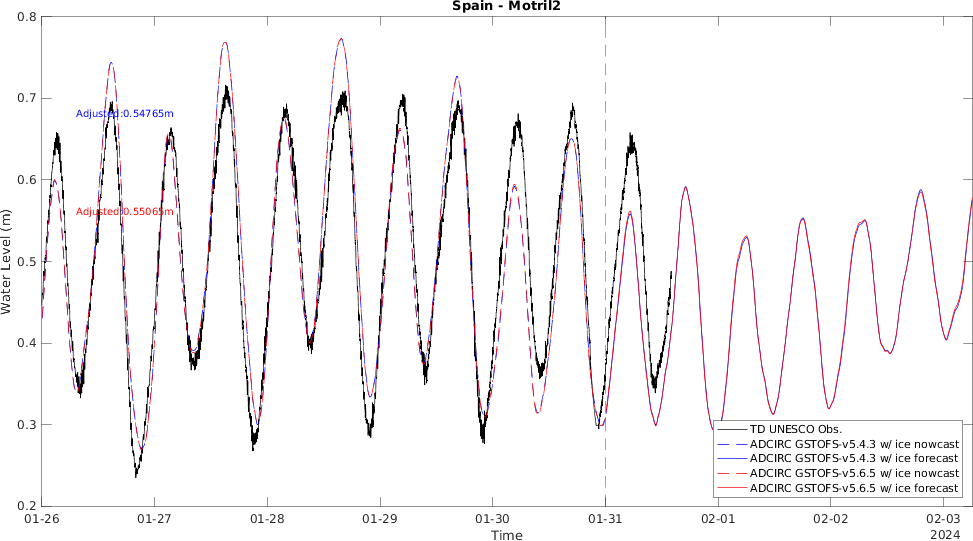 Spain - Motril2
0.8
0.7
0.6
0.5
0.4
0.3
0.2
Water Level (m)
Adjusted:0.54765m
Adjusted:0.55065m
TD UNESCO Obs.
ADCIRC GSTOFS-v5.4.3 w/ ice nowcast
ADCIRC GSTOFS-v5.4.3 w/ ice forecast
ADCIRC GSTOFS-v5.6.5 w/ ice nowcast
ADCIRC GSTOFS-v5.6.5 w/ ice forecast
01-26 01-27 01-28 01-29 01-30 01-31 02-01 02-02 02-03
Time
2024